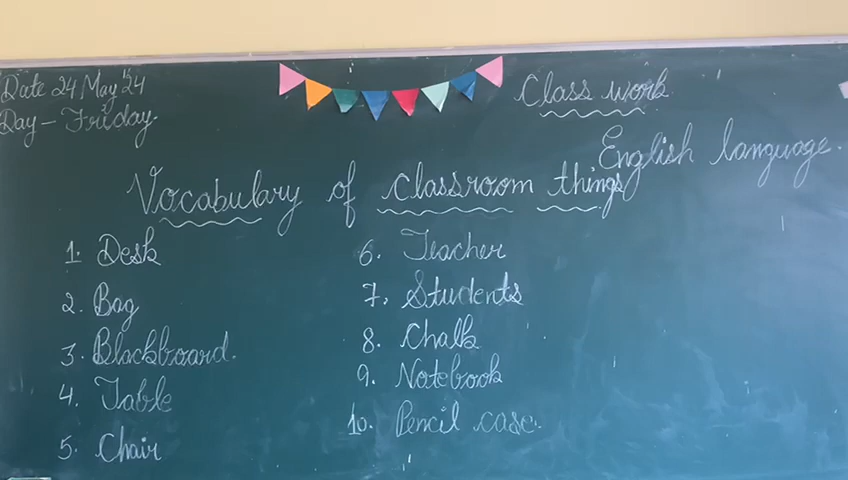 Date 24 May '24
Day - Friday.
Class work
English language.
Vocabulary of classroom things
1. Desk
2. Bag
3. Blackboard.
4. Table
5. Chair
6. Teacher
7. Students
8. Chalk
9. Notebook
10. Pencil case.